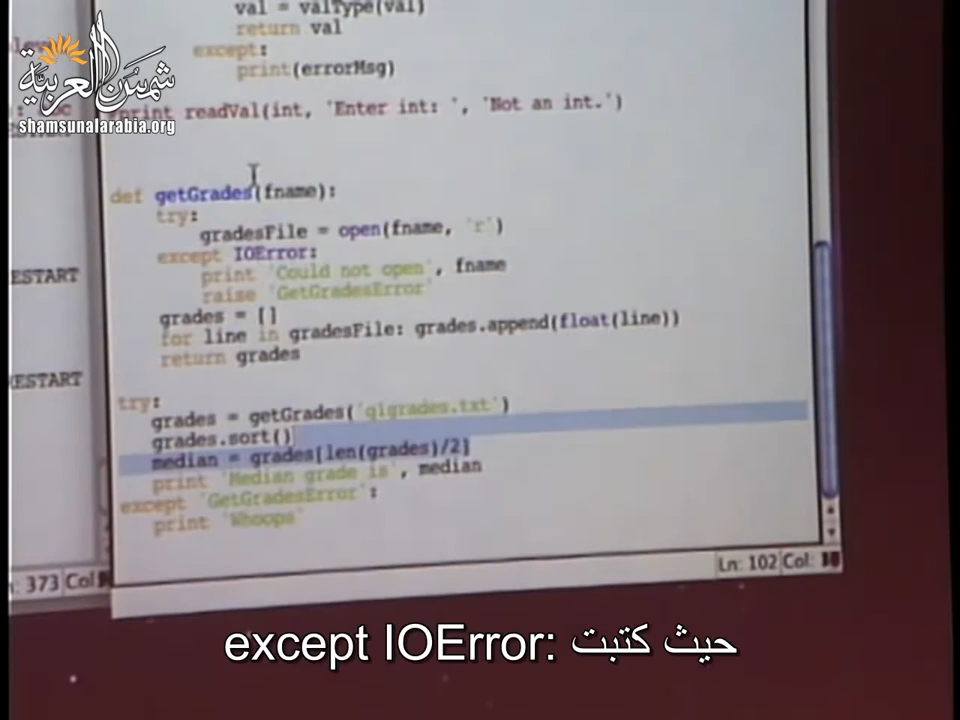 val = valType(val)
return val
except:
print(errorMsg)
print readVal(int, 'Enter int: ', 'Not an int.')
شمس العربية
shamsunalarabia.org
def getGrades(fname):
try:
gradesFile = open(fname, 'r')
except IOError:
print 'Could not open', fname
raise 'GetGradesError'
grades = []
for line in gradesFile: grades.append(float(line))
return grades
try:
grades = getGrades('q1grades.txt')
grades.sort()
median = grades[len(grades)/2]
print 'Median grade is', median
except 'GetGradesError':
print 'Whoops'
ESTART
RESTART
: 373 Col
Ln: 102 Col:
حيث كتبت except IOError: